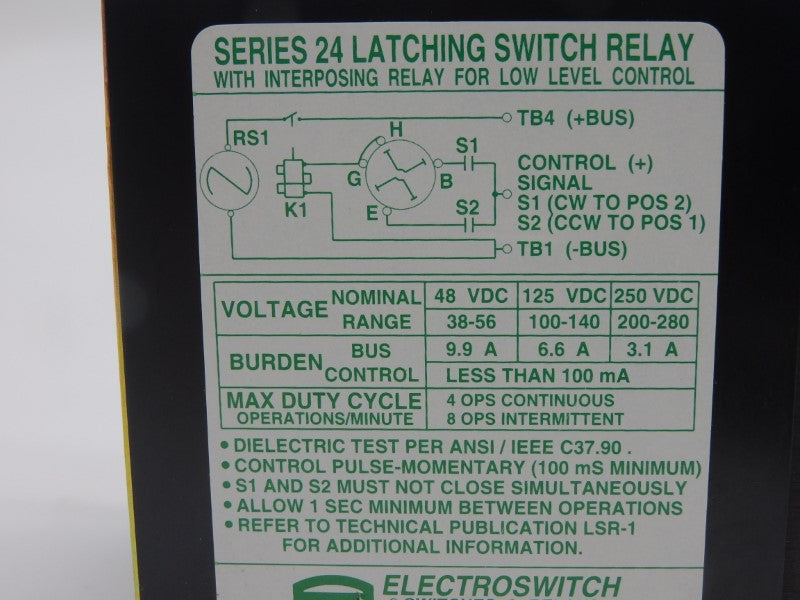 SERIES 24 LATCHING SWITCH RELAY
WITH INTERPOSING RELAY FOR LOW LEVEL CONTROL
TB4 (+BUS)
RS1
H
S1
CONTROL (+)
SIGNAL
G
B
K1
E
S2
S1 (CW TO POS 2)
S2 (CCW TO POS 1)
TB1 (-BUS)
VOLTAGE NOMINAL 48 VDC 125 VDC 250 VDC
RANGE 38-56 100-140 200-280
BURDEN BUS 9.9 A 6.6 A 3.1 A
CONTROL LESS THAN 100 mA
MAX DUTY CYCLE 4 OPS CONTINUOUS
OPERATIONS/MINUTE 8 OPS INTERMITTENT
• DIELECTRIC TEST PER ANSI / IEEE C37.90 .
• CONTROL PULSE-MOMENTARY (100 mS MINIMUM)
• S1 AND S2 MUST NOT CLOSE SIMULTANEOUSLY
• ALLOW 1 SEC MINIMUM BETWEEN OPERATIONS
• REFER TO TECHNICAL PUBLICATION LSR-1
FOR ADDITIONAL INFORMATION.
ELECTROSWITCH